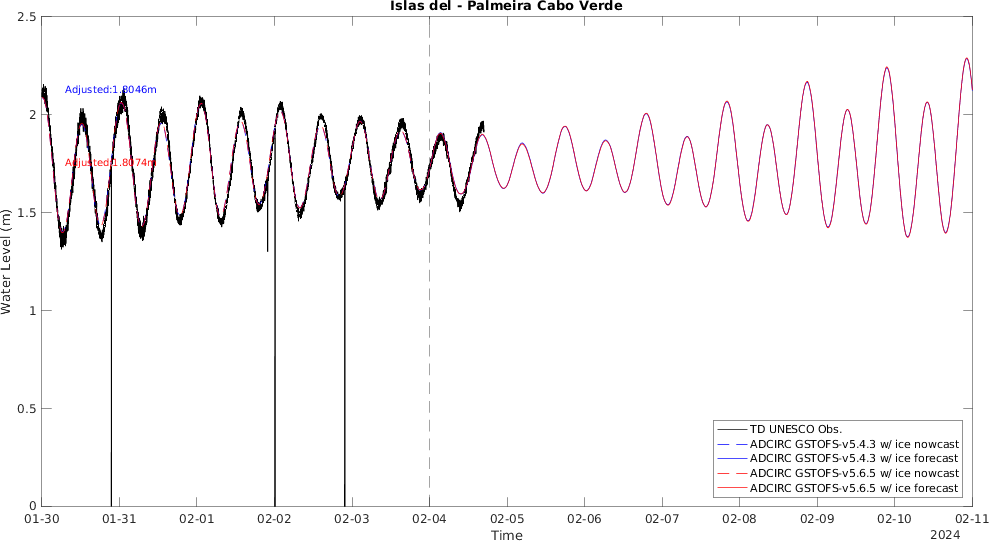 Islas del - Palmeira Cabo Verde
2.5
2
1.5
1
0.5
0
Water Level (m)
Adjusted:1.8046m
Adjusted:1.8074m
TD UNESCO Obs.
ADCIRC GSTOFS-v5.4.3 w/ ice nowcast
ADCIRC GSTOFS-v5.4.3 w/ ice forecast
ADCIRC GSTOFS-v5.6.5 w/ ice nowcast
ADCIRC GSTOFS-v5.6.5 w/ ice forecast
01-30 01-31 02-01 02-02 02-03 02-04 02-05 02-06 02-07 02-08 02-09 02-10 02-11
Time
2024